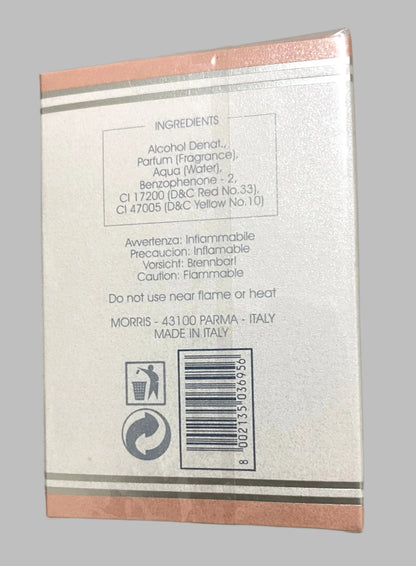 INGREDIENTS
Alcohol Denat.,
Parfum (Fragrance),
Aqua (Water),
Benzophenone - 2,
CI 17200 (D&C Red No.33),
CI 47005 (D&C Yellow No.10)
Avvertenza: Infiammabile
Precaucion: Inflamable
Vorsicht: Brennbar!
Caution: Flammable
Do not use near flame or heat
MORRIS - 43100 PARMA - ITALY
MADE IN ITALY
8 002135 036956